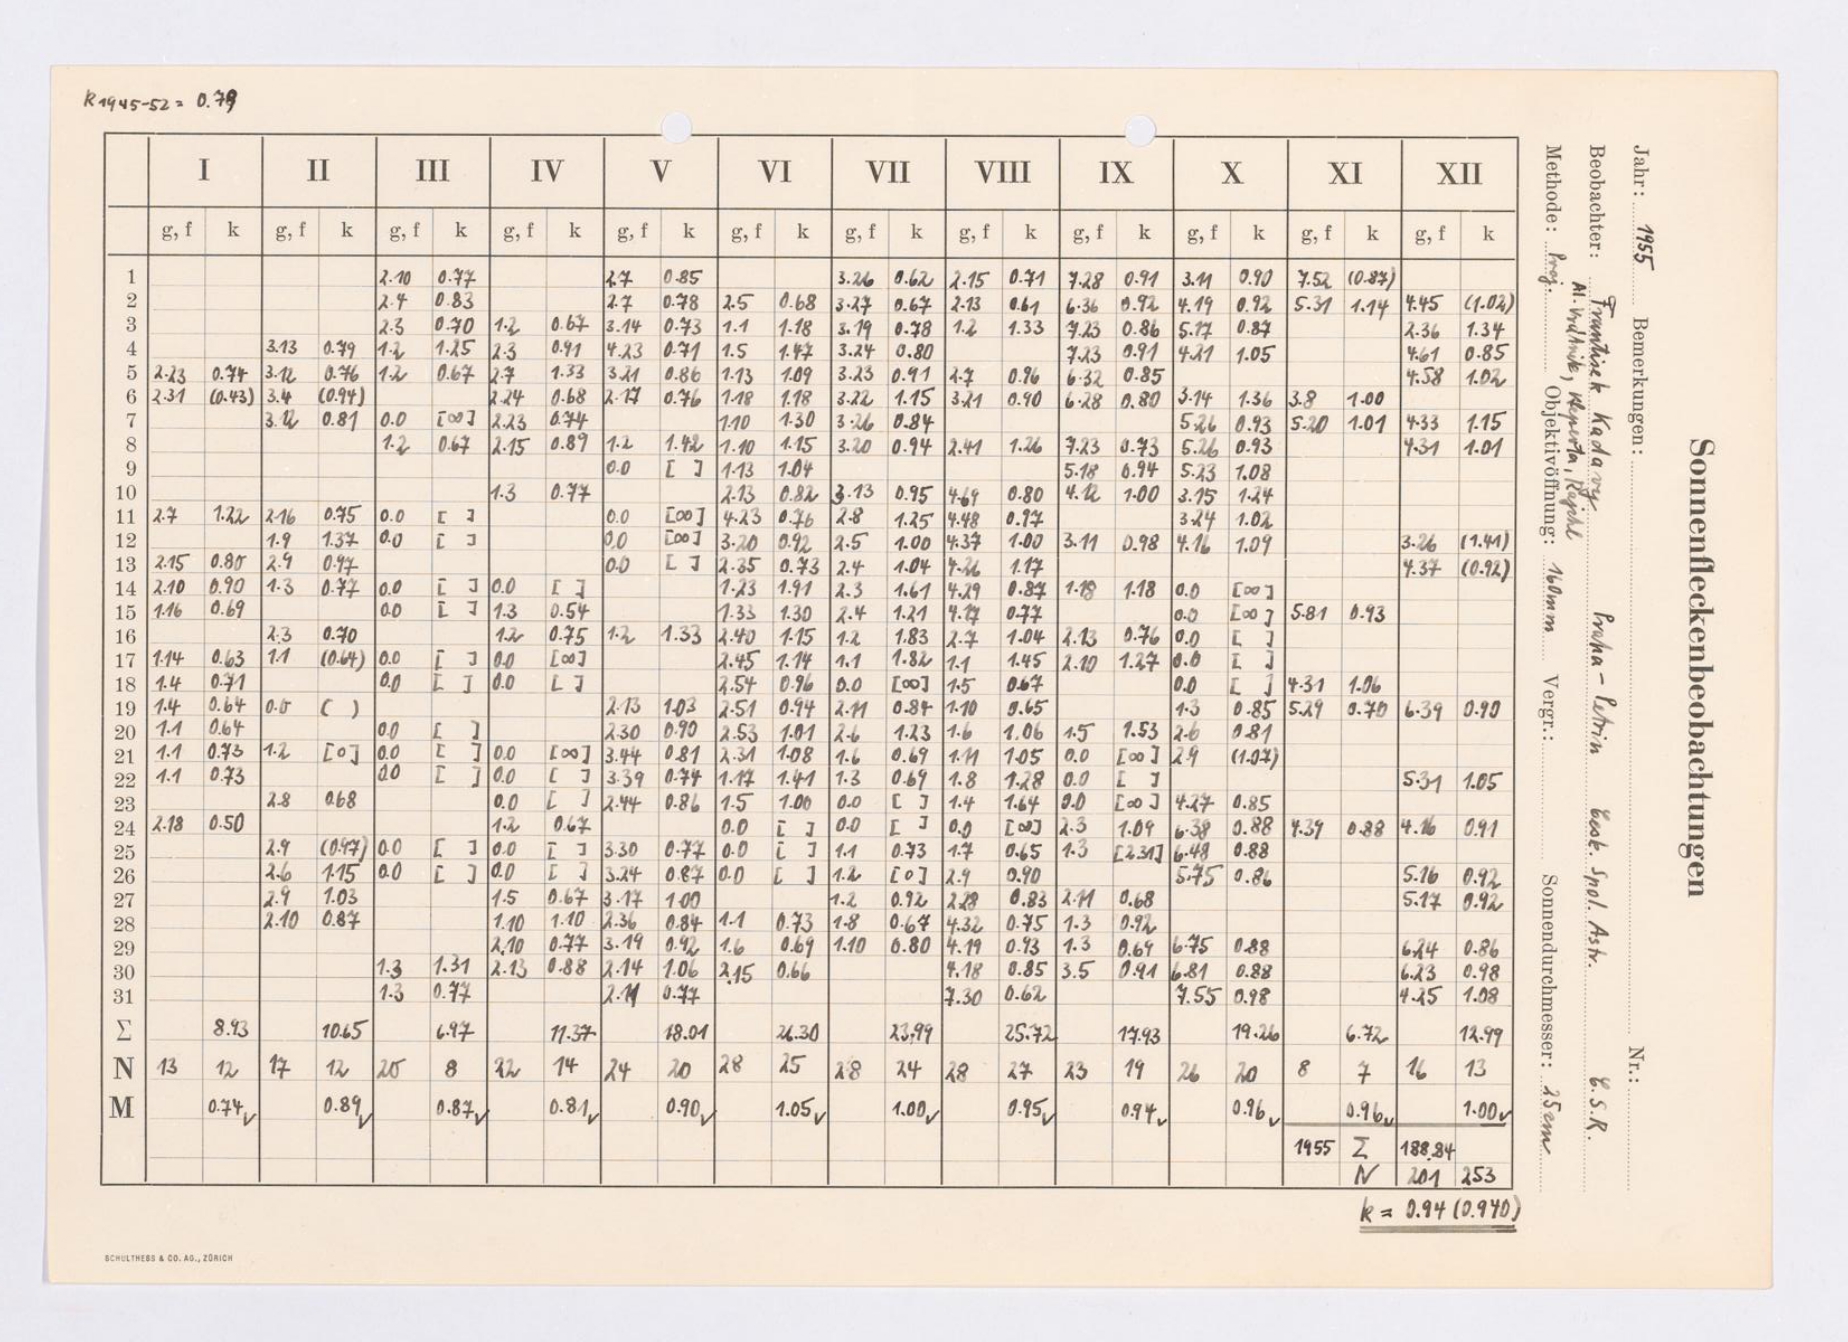 R 1945-52 = 0.79
I II III IV V VI VII VIII IX X XI XII
g, f k g, f k g, f k g, f k g, f k g, f k g, f k g, f k g, f k g, f k g, f k g, f k
1 2.10 0.77 2.7 0.85 3.26 0.62 2.15 0.71 7.28 0.91 3.11 0.90 7.52 (0.87)
2 2.4 0.83 2.7 0.78 2.5 0.68 3.27 0.67 2.13 0.61 6.36 0.92 4.19 0.92 5.31 1.14 4.45 (1.02)
3 2.3 0.70 1.2 0.67 3.14 0.73 1.1 1.18 3.19 0.78 1.2 1.33 7.23 0.86 5.17 0.87 2.36 1.34
4 3.13 0.79 1.2 1.25 2.3 0.91 4.23 0.71 1.5 1.47 3.24 0.80 7.23 0.91 4.21 1.05 4.61 0.85
5 2.23 0.74 3.12 0.76 1.2 0.67 2.7 1.33 3.21 0.86 1.13 1.09 3.23 0.91 2.7 0.96 6.32 0.85 4.58 1.02
6 2.31 (0.43) 3.4 (0.94) 2.24 0.68 2.17 0.76 1.18 1.18 3.22 1.15 3.21 0.90 6.28 0.80 3.14 1.36 3.8 1.00
7 3.12 0.81 0.0 [∞] 2.23 0.74 1.10 1.30 3.26 0.84 5.26 0.93 5.20 1.01 4.33 1.15
8 1.2 0.67 2.15 0.89 1.2 1.42 1.10 1.15 3.20 0.94 2.41 1.26 7.23 0.73 5.26 0.93 4.31 1.01
9 0.0 [ ] 1.13 1.04 5.18 0.94 5.23 1.08
10 1.3 0.77 2.13 0.82 3.13 0.95 4.69 0.80 4.12 1.00 3.15 1.24
11 2.7 1.22 2.16 0.75 0.0 [ ] 0.0 [∞] 4.23 0.76 2.8 1.25 4.48 0.97 3.24 1.02
12 1.9 1.37 0.0 [ ] 0.0 [∞] 3.20 0.92 2.5 1.00 4.37 1.00 3.11 0.98 4.16 1.09 3.26 (1.41)
13 2.15 0.80 2.9 0.97 0.0 [ ] 2.35 0.73 2.4 1.04 4.26 1.17 4.37 (0.92)
14 2.10 0.90 1.3 0.77 0.0 [ ] 0.0 [ ] 1.23 1.91 2.3 1.61 4.29 0.87 1.18 1.18 0.0 [∞]
15 1.16 0.69 0.0 [ ] 1.3 0.54 1.33 1.30 2.4 1.21 4.17 0.77 0.0 [∞] 5.81 0.93
16 2.3 0.70 1.2 0.75 1.2 1.33 2.40 1.15 1.2 1.83 2.7 1.04 2.13 0.76 0.0 [ ]
17 1.14 0.63 1.1 (0.64) 0.0 [ ] 0.0 [∞] 2.45 1.14 1.1 1.82 1.1 1.45 2.10 1.27 0.0 [ ]
18 1.4 0.71 0.0 [ ] 0.0 [ ] 2.54 0.96 0.0 [∞] 1.5 0.67 0.0 [ ] 4.31 1.06
19 1.4 0.64 0.0 ( ) 2.13 1.03 2.51 0.94 2.11 0.84 1.10 0.65 1.3 0.85 5.29 0.70 6.39 0.90
20 1.1 0.64 0.0 [ ] 2.30 0.90 2.53 1.01 2.6 1.23 1.6 1.06 1.5 1.53 2.6 0.81
21 1.1 0.73 1.2 [0] 0.0 [ ] 0.0 [∞] 3.44 0.81 2.31 1.08 1.6 0.69 1.11 1.05 0.0 [∞] 2.9 (1.07)
22 1.1 0.73 0.0 [ ] 0.0 [ ] 3.39 0.74 1.17 1.41 1.3 0.69 1.8 1.28 0.0 [ ] 5.31 1.05
23 2.8 0.68 0.0 [ ] 2.44 0.86 1.5 1.00 0.0 [ ] 1.4 1.64 0.0 [∞] 4.27 0.85
24 2.18 0.50 1.2 0.67 0.0 [ ] 0.0 [ ] 0.0 [∞] 2.3 1.09 6.38 0.88 4.39 0.88 4.16 0.91
25 2.9 (0.97) 0.0 [ ] 0.0 [ ] 3.30 0.77 0.0 [ ] 1.1 0.73 1.7 0.65 1.3 [2.31] 6.48 0.88
26 2.6 1.15 0.0 [ ] 0.0 [ ] 3.24 0.87 0.0 [ ] 1.2 [0] 2.9 0.90 5.75 0.86 5.16 0.92
27 2.9 1.03 1.5 0.67 3.17 1.00 1.2 0.92 2.28 0.83 2.11 0.68 5.17 0.92
28 2.10 0.87 1.10 1.10 2.36 0.84 1.1 0.73 1.8 0.67 4.32 0.75 1.3 0.92
29 2.10 0.77 3.19 0.92 1.6 0.69 1.10 0.80 4.19 0.93 1.3 0.69 6.75 0.88 6.24 0.86
30 1.3 1.31 2.13 0.88 2.14 1.06 2.15 0.66 4.18 0.85 3.5 0.91 6.81 0.88 6.23 0.98
31 1.3 0.77 2.11 0.77 7.30 0.62 7.55 0.98 4.25 1.08
Σ 8.93 10.65 6.97 11.37 18.01 26.30 23.99 25.72 17.93 19.26 6.72 12.99
N 13 12 17 12 20 8 22 14 24 20 28 25 28 24 28 27 23 19 26 20 8 7 16 13
M 0.74✓ 0.89✓ 0.87✓ 0.81✓ 0.90✓ 1.05✓ 1.00✓ 0.95✓ 0.94✓ 0.96✓ 0.96✓ 1.00✓
1955 Σ 188.84
N 201 253
k = 0.94 (0.940)
SCHULTHESS & CO. AG., ZÜRICH
Sonnenfleckenbeobachtungen
Jahr: 1955 Bemerkungen: Nr.:
Beobachter: František Kadavý Praha - Petřin Česk. Spol. Astr. Č.S.R.
Methode: Proj. Objektivöffnung: 160mm Vergr.: Sonnendurchmesser: 25cm